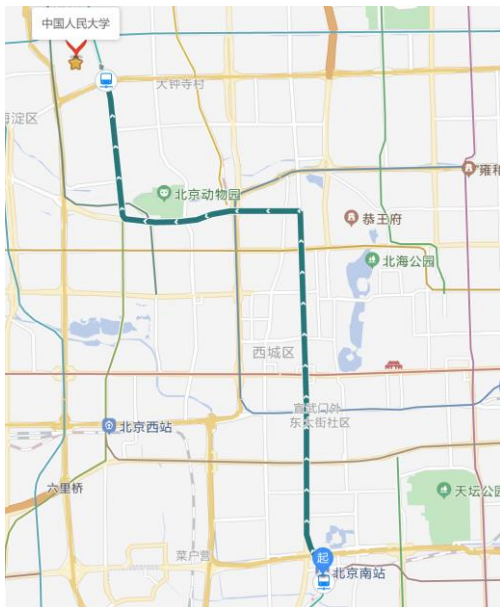 中国人民大学
大钟寺村
海淀区
北京动物园
雍和
恭王府
北海公园
西城区
宣武门外
东大街社区
北京西站
六里桥
天坛公园
菜户营
起
北京南站